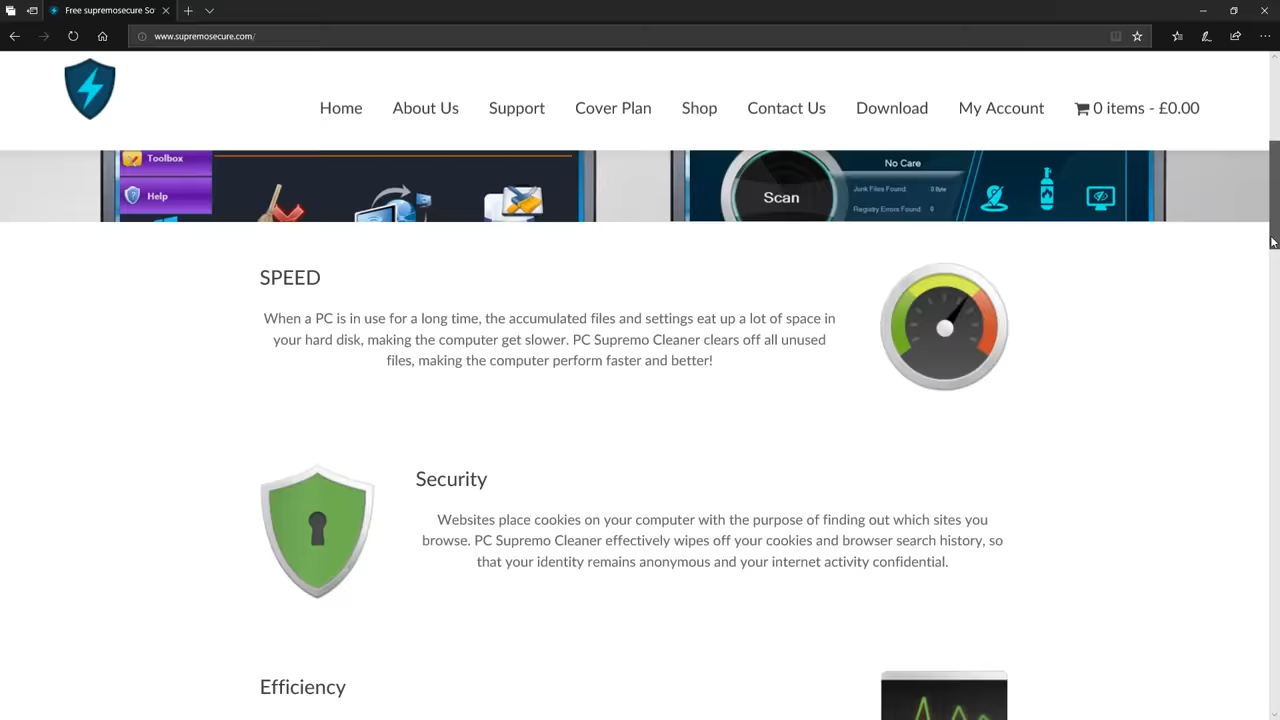 Free supremosecure So
www.supremosecure.com/
Home About Us Support Cover Plan Shop Contact Us Download My Account 0 items - £0.00
Toolbox
Help
No Care
Scan
Junk Files Found: 0 Byte
Registry Errors Found: 0
SPEED
When a PC is in use for a long time, the accumulated files and settings eat up a lot of space in
your hard disk, making the computer get slower. PC Supremo Cleaner clears off all unused
files, making the computer perform faster and better!
Security
Websites place cookies on your computer with the purpose of finding out which sites you
browse. PC Supremo Cleaner effectively wipes off your cookies and browser search history, so
that your identity remains anonymous and your internet activity confidential.
Efficiency